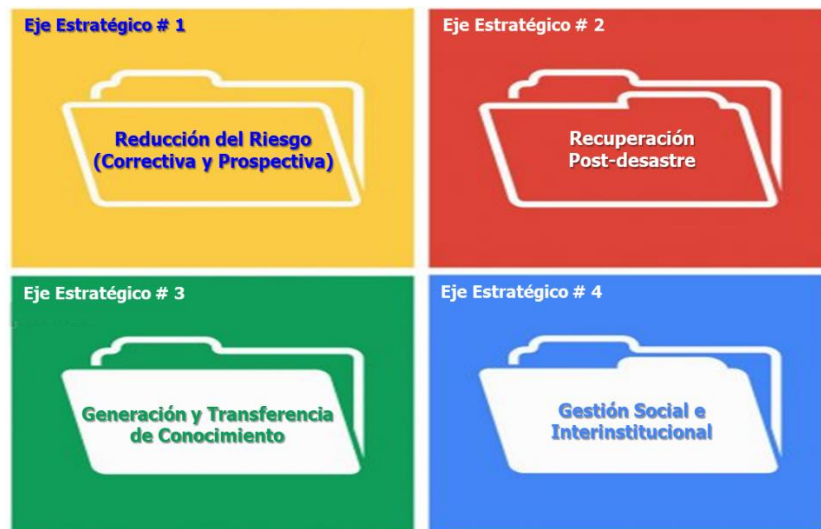 Eje Estratégico # 1
Reducción del Riesgo
(Correctiva y Prospectiva)
Eje Estratégico # 2
Recuperación
Post-desastre
Eje Estratégico # 3
Generación y Transferencia
de Conocimiento
Eje Estratégico # 4
Gestión Social e
Interinstitucional